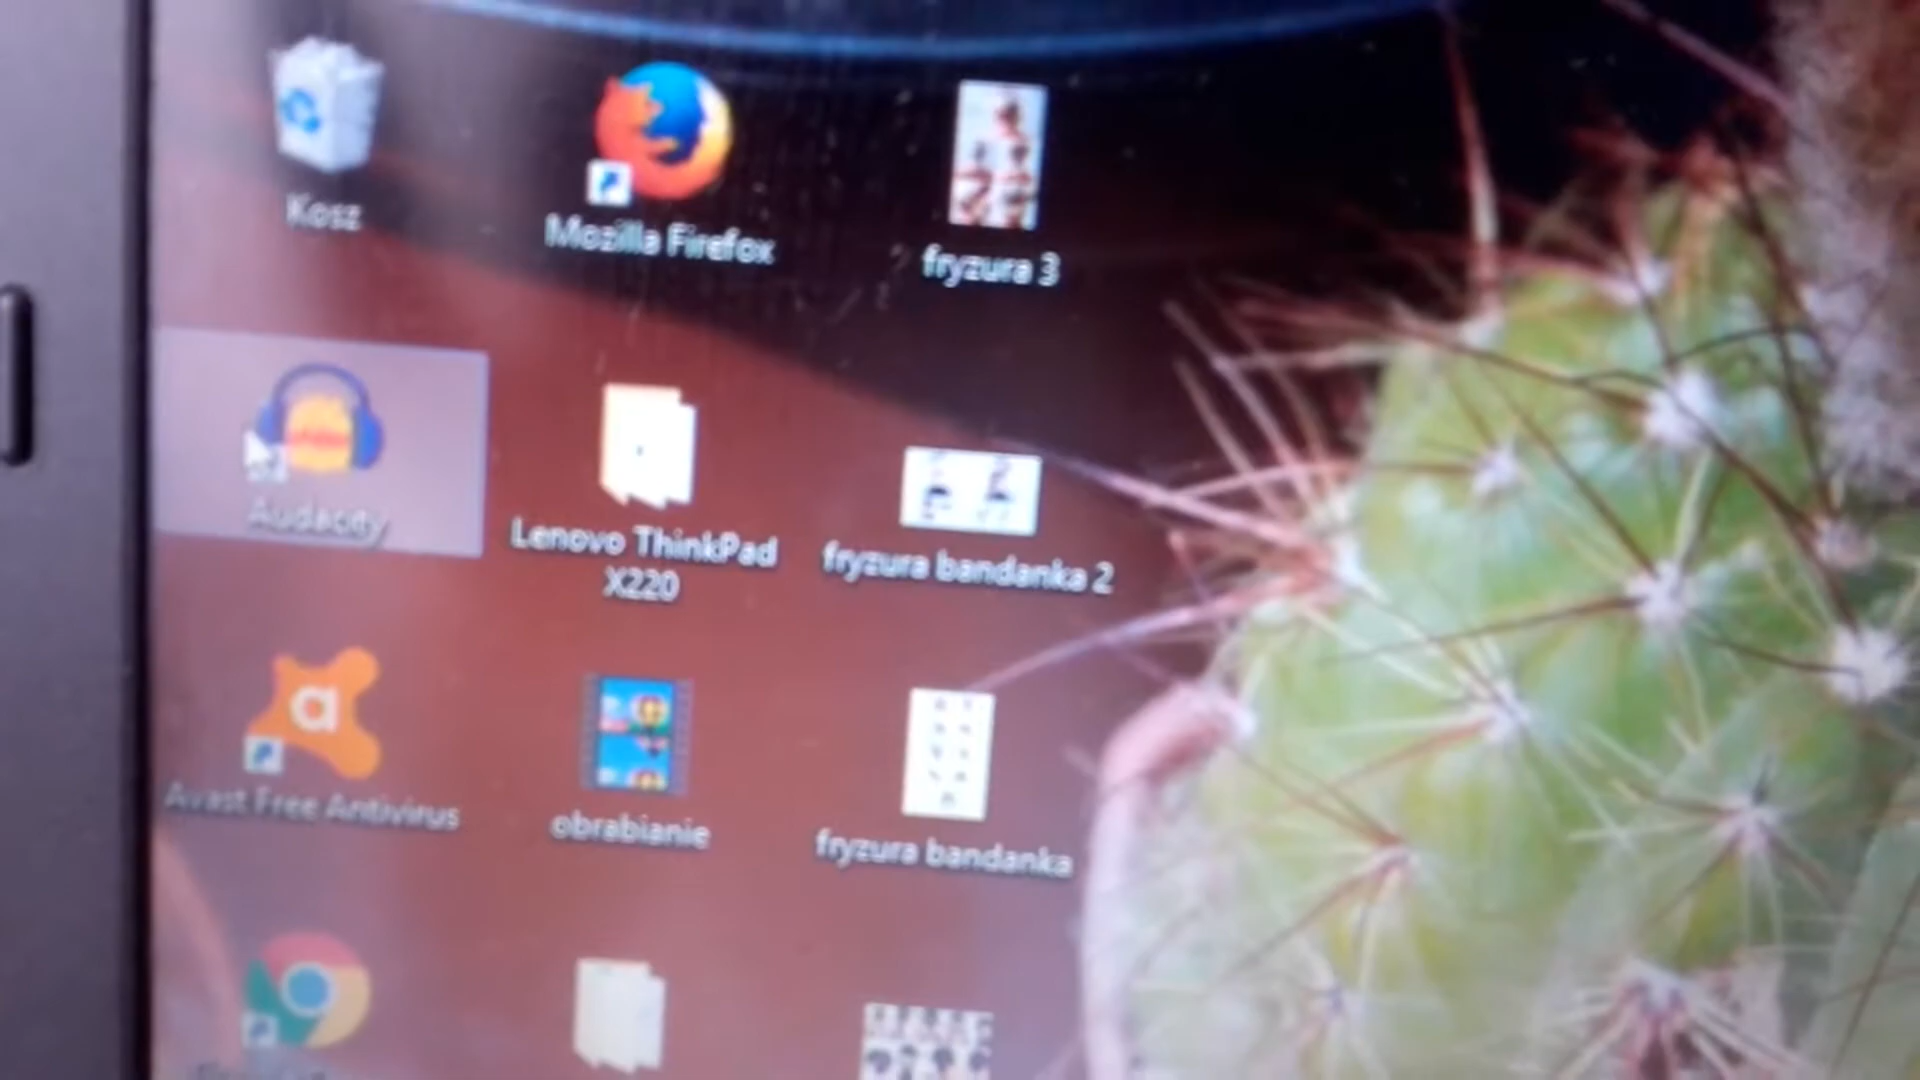 Kosz
Mozilla Firefox
fryzura 3
Audacity
Lenovo ThinkPad
X220
fryzura bandanka 2
a
Avast Free Antivirus
obrabianie
fryzura bandanka